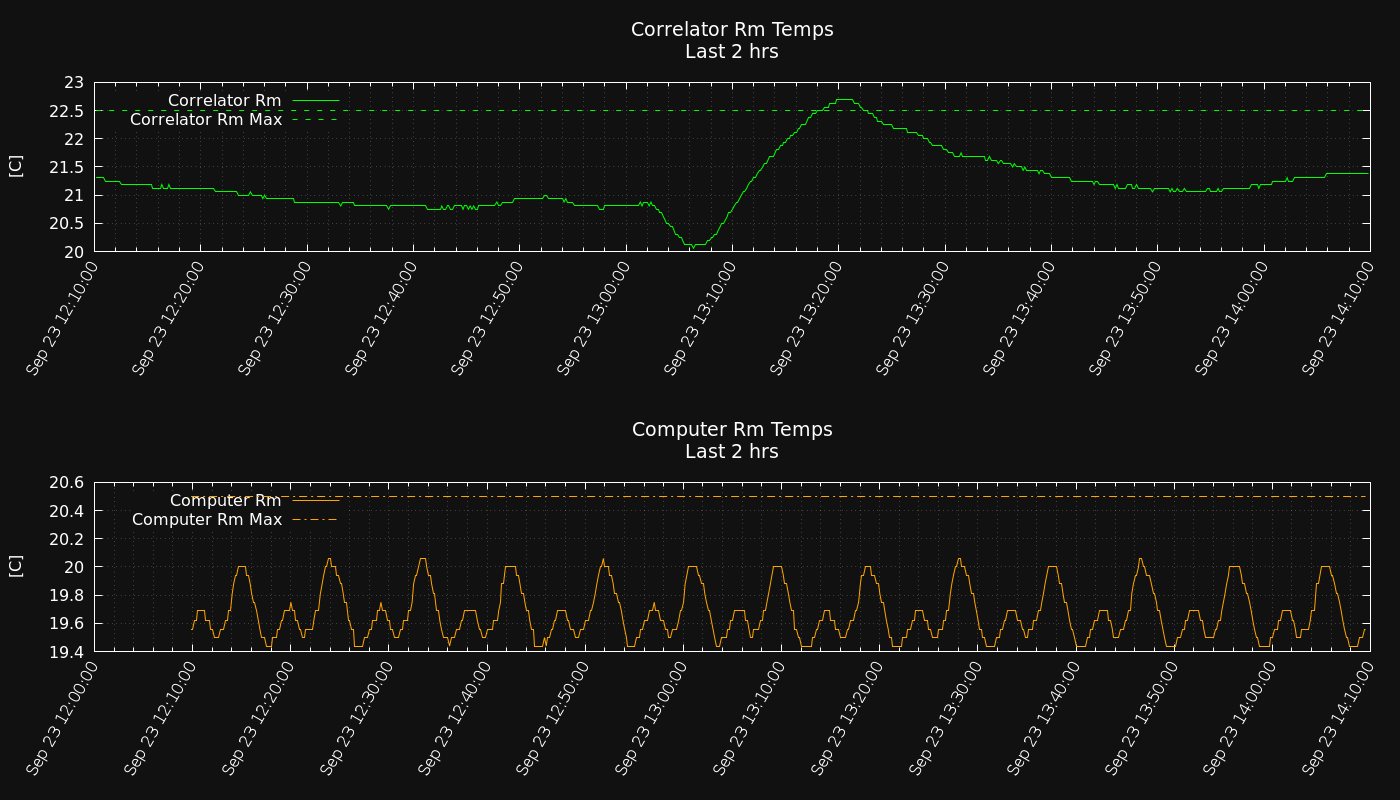 Correlator Rm Temps
Last 2 hrs
23
22.5
22
21.5
21
20.5
20
[C]
Correlator Rm
Correlator Rm Max
Sep 23 12:10:00
Sep 23 12:20:00
Sep 23 12:30:00
Sep 23 12:40:00
Sep 23 12:50:00
Sep 23 13:00:00
Sep 23 13:10:00
Sep 23 13:20:00
Sep 23 13:30:00
Sep 23 13:40:00
Sep 23 13:50:00
Sep 23 14:00:00
Sep 23 14:10:00
Computer Rm Temps
Last 2 hrs
20.6
20.4
20.2
20
19.8
19.6
19.4
[C]
Computer Rm
Computer Rm Max
Sep 23 12:00:00
Sep 23 12:10:00
Sep 23 12:20:00
Sep 23 12:30:00
Sep 23 12:40:00
Sep 23 12:50:00
Sep 23 13:00:00
Sep 23 13:10:00
Sep 23 13:20:00
Sep 23 13:30:00
Sep 23 13:40:00
Sep 23 13:50:00
Sep 23 14:00:00
Sep 23 14:10:00